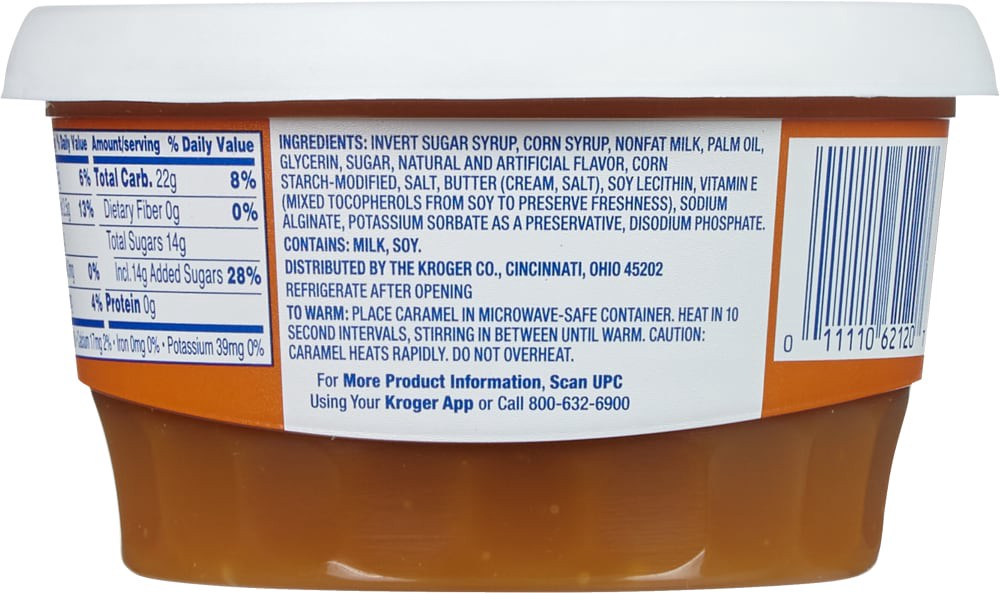 % Daily Value Amount/serving % Daily Value
6% Total Carb. 22g 8%
13% Dietary Fiber 0g 0%
Total Sugars 14g
0% Incl. 14g Added Sugars 28%
4% Protein 0g
Calcium 17mg 2% • Iron 0mg 0% • Potassium 39mg 0%
INGREDIENTS: INVERT SUGAR SYRUP, CORN SYRUP, NONFAT MILK, PALM OIL,
GLYCERIN, SUGAR, NATURAL AND ARTIFICIAL FLAVOR, CORN
STARCH-MODIFIED, SALT, BUTTER (CREAM, SALT), SOY LECITHIN, VITAMIN E
(MIXED TOCOPHEROLS FROM SOY TO PRESERVE FRESHNESS), SODIUM
ALGINATE, POTASSIUM SORBATE AS A PRESERVATIVE, DISODIUM PHOSPHATE.
CONTAINS: MILK, SOY.
DISTRIBUTED BY THE KROGER CO., CINCINNATI, OHIO 45202
REFRIGERATE AFTER OPENING
TO WARM: PLACE CARAMEL IN MICROWAVE-SAFE CONTAINER. HEAT IN 10
SECOND INTERVALS, STIRRING IN BETWEEN UNTIL WARM. CAUTION:
CARAMEL HEATS RAPIDLY. DO NOT OVERHEAT.
For More Product Information, Scan UPC
Using Your Kroger App or Call 800-632-6900
0 11110 62120